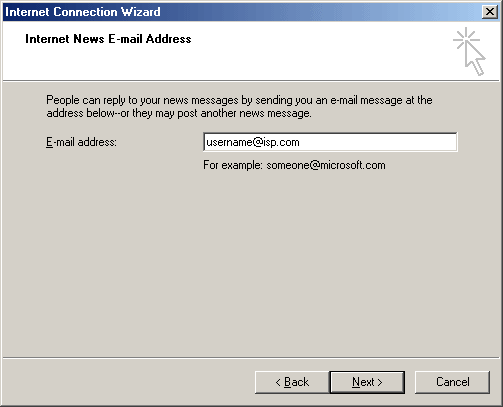 Internet Connection Wizard
Internet News E-mail Address
People can reply to your news messages by sending you an e-mail message at the
address below--or they may post another news message.
E-mail address: username@isp.com
For example: someone@microsoft.com
< Back Next > Cancel